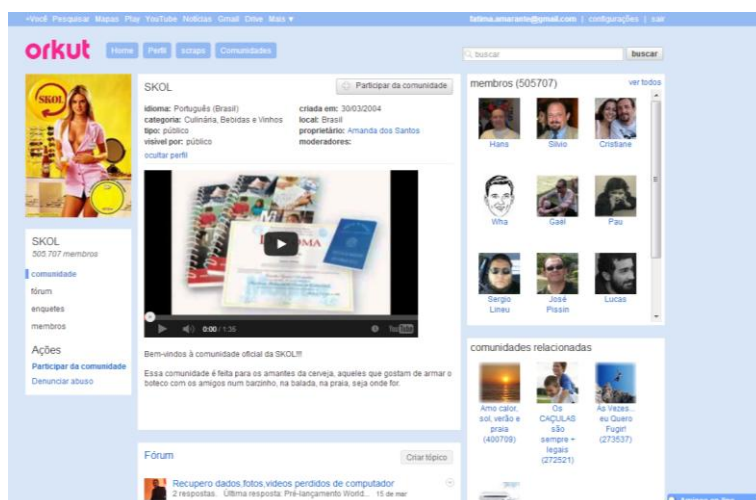 +Você Pesquisar Mapas Play YouTube Notícias Gmail Drive Mais ▾
fatima.amarante@gmail.com | configurações | sair
orkut
Home Perfil scraps Comunidades
buscar buscar
SKOL
SKOL
505.707 membros
comunidade
fórum
enquetes
membros
Ações
Participar da comunidade
Denunciar abuso
SKOL
Participar da comunidade
idioma: Português (Brasil)
categoria: Culinária, Bebidas e Vinhos
tipo: público
visível por: público
ocultar perfil
criada em: 30/03/2004
local: Brasil
proprietário: Amanda dos Santos
moderadores:
0:00 / 1:35
YouTube
Bem-vindos à comunidade oficial da SKOL!!!
Essa comunidade é feita para os amantes da cerveja, aqueles que gostam de armar o
boteco com os amigos num barzinho, na balada, na praia, seja onde for.
Fórum
Criar tópico
Recupero dados,fotos,videos perdidos de computador
2 respostas. Última resposta: Pré-lançamento World... 15 de mar
membros (505707)
ver todos
Hans Silvio Cristiane
Wha Gael Pau
Sergio
Lineu
José
Pissin
Lucas
comunidades relacionadas
Amo calor,
sol, verão e
praia
(400709)
Os
CAÇULAS
são
sempre +
legais
(272521)
As Vezes...
eu Quero
Fugir!
(273537)